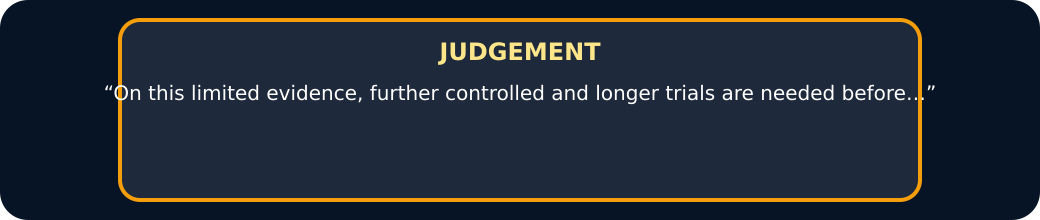 JUDGEMENT
“On this limited evidence, further controlled and longer trials are needed before…”